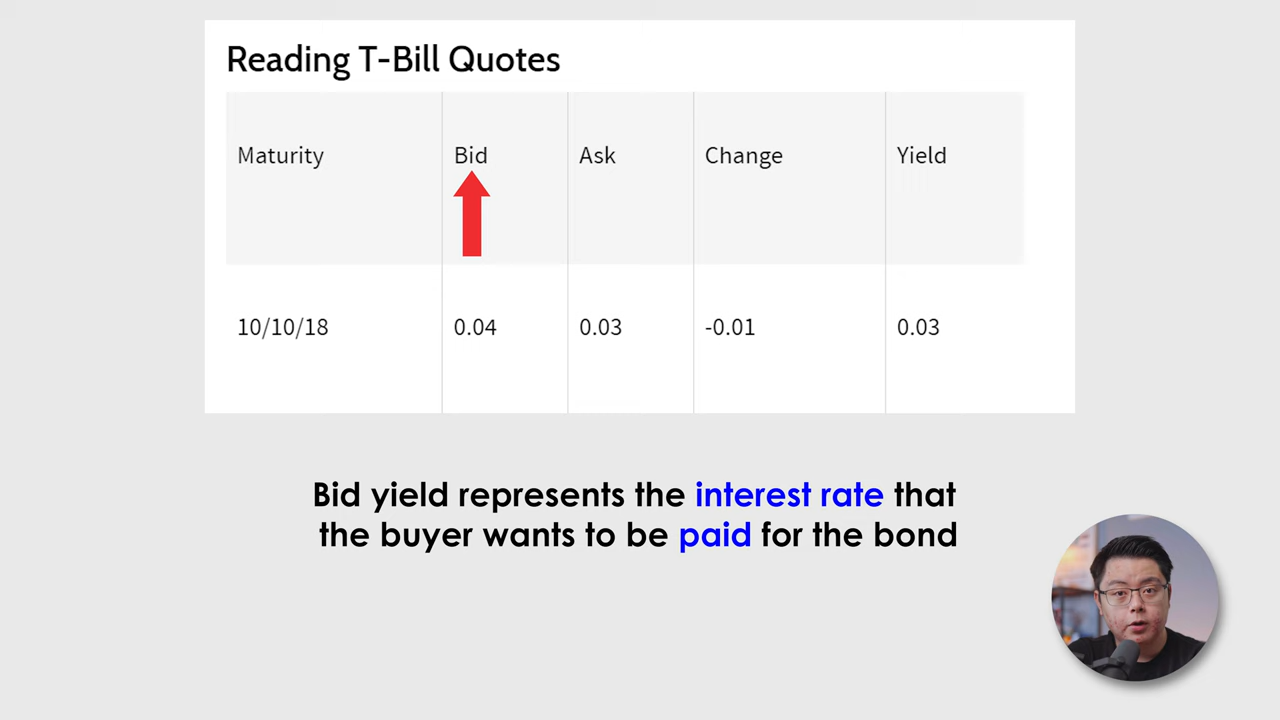 Reading T-Bill Quotes
Maturity Bid Ask Change Yield
10/10/18 0.04 0.03 -0.01 0.03
Bid yield represents the interest rate that
the buyer wants to be paid for the bond